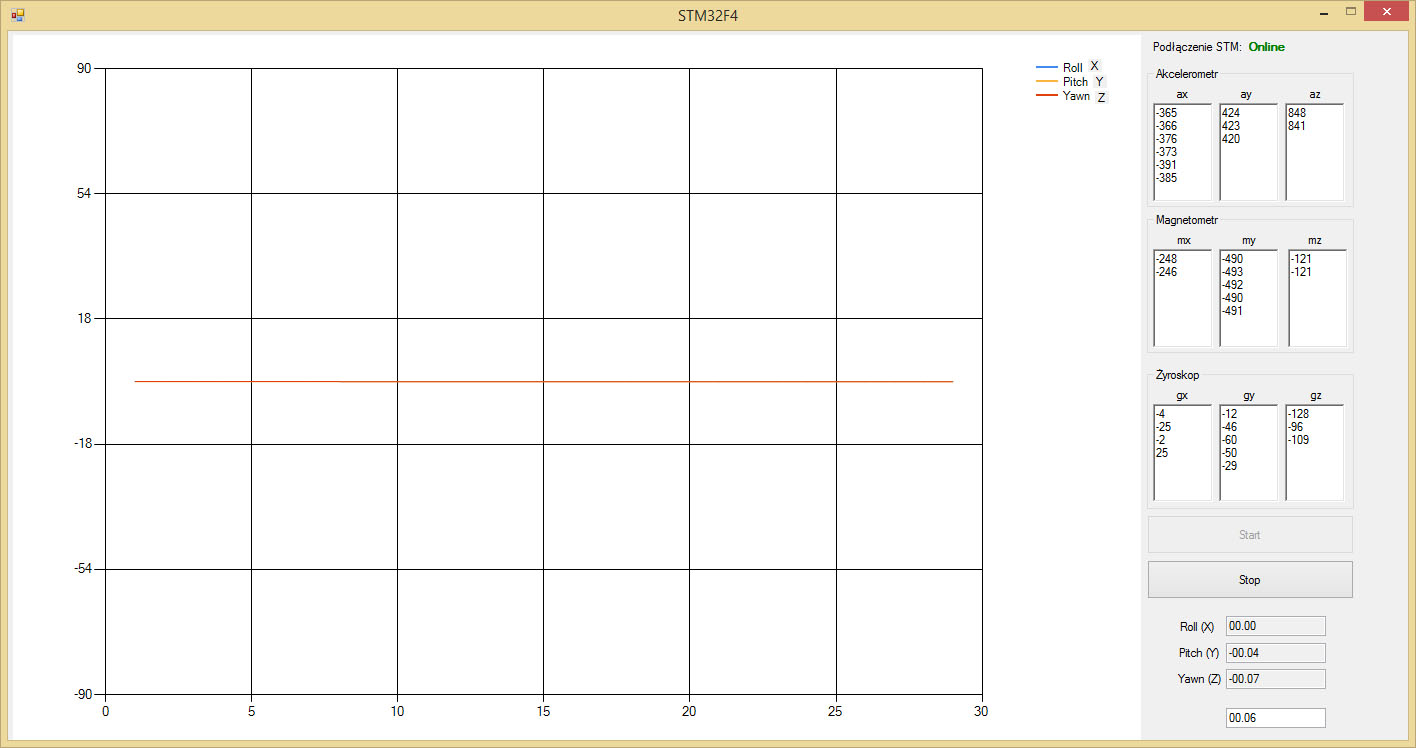 STM32F4
90
54
18
-18
-54
-90
0 5 10 15 20 25 30
Roll X
Pitch Y
Yawn Z
Podłączenie STM: Online
Akcelerometr
ax ay az
-365 424 848
-366 423 841
-376 420
-373
-391
-385
Magnetometr
mx my mz
-248 -490 -121
-246 -493 -121
-492
-490
-491
Żyroskop
gx gy gz
-4 -12 -128
-25 -46 -96
-2 -60 -109
25 -50
-29
Start
Stop
Roll (X) 00.00
Pitch (Y) -00.04
Yawn (Z) -00.07
00.06